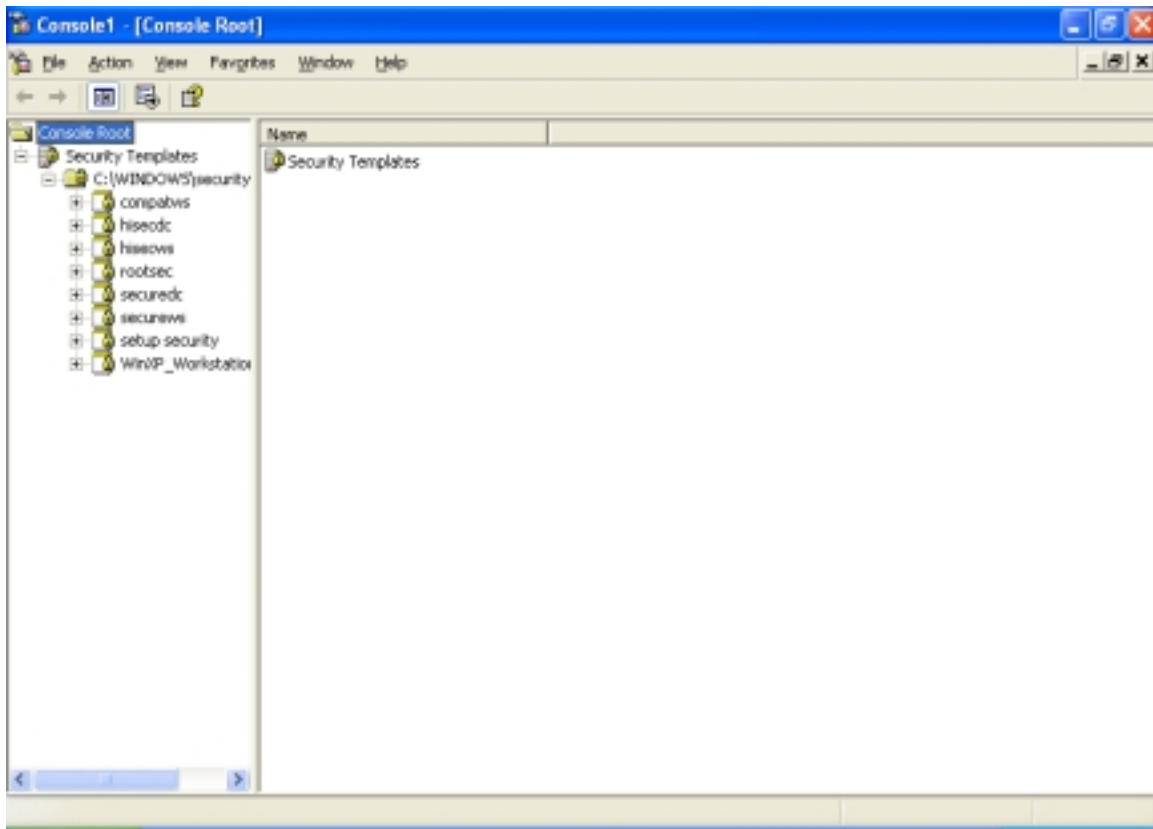 Console1 - [Console Root]
File Action View Favorites Window Help
Console Root
Security Templates
C:\WINDOWS\security
compatws
hisecdc
hisecws
rootsec
securedc
securews
setup security
WinXP_Workstation
Name
Security Templates